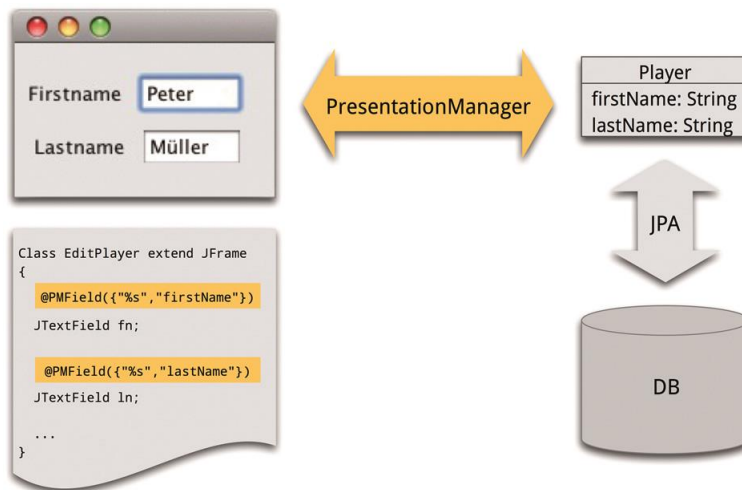 Firstname Peter
Lastname Müller
PresentationManager
Player
firstName: String
lastName: String
JPA
DB
Class EditPlayer extend JFrame
{
@PMField({"%s","firstName"})
JTextField fn;
@PMField({"%s","lastName"})
JTextField ln;
...
}